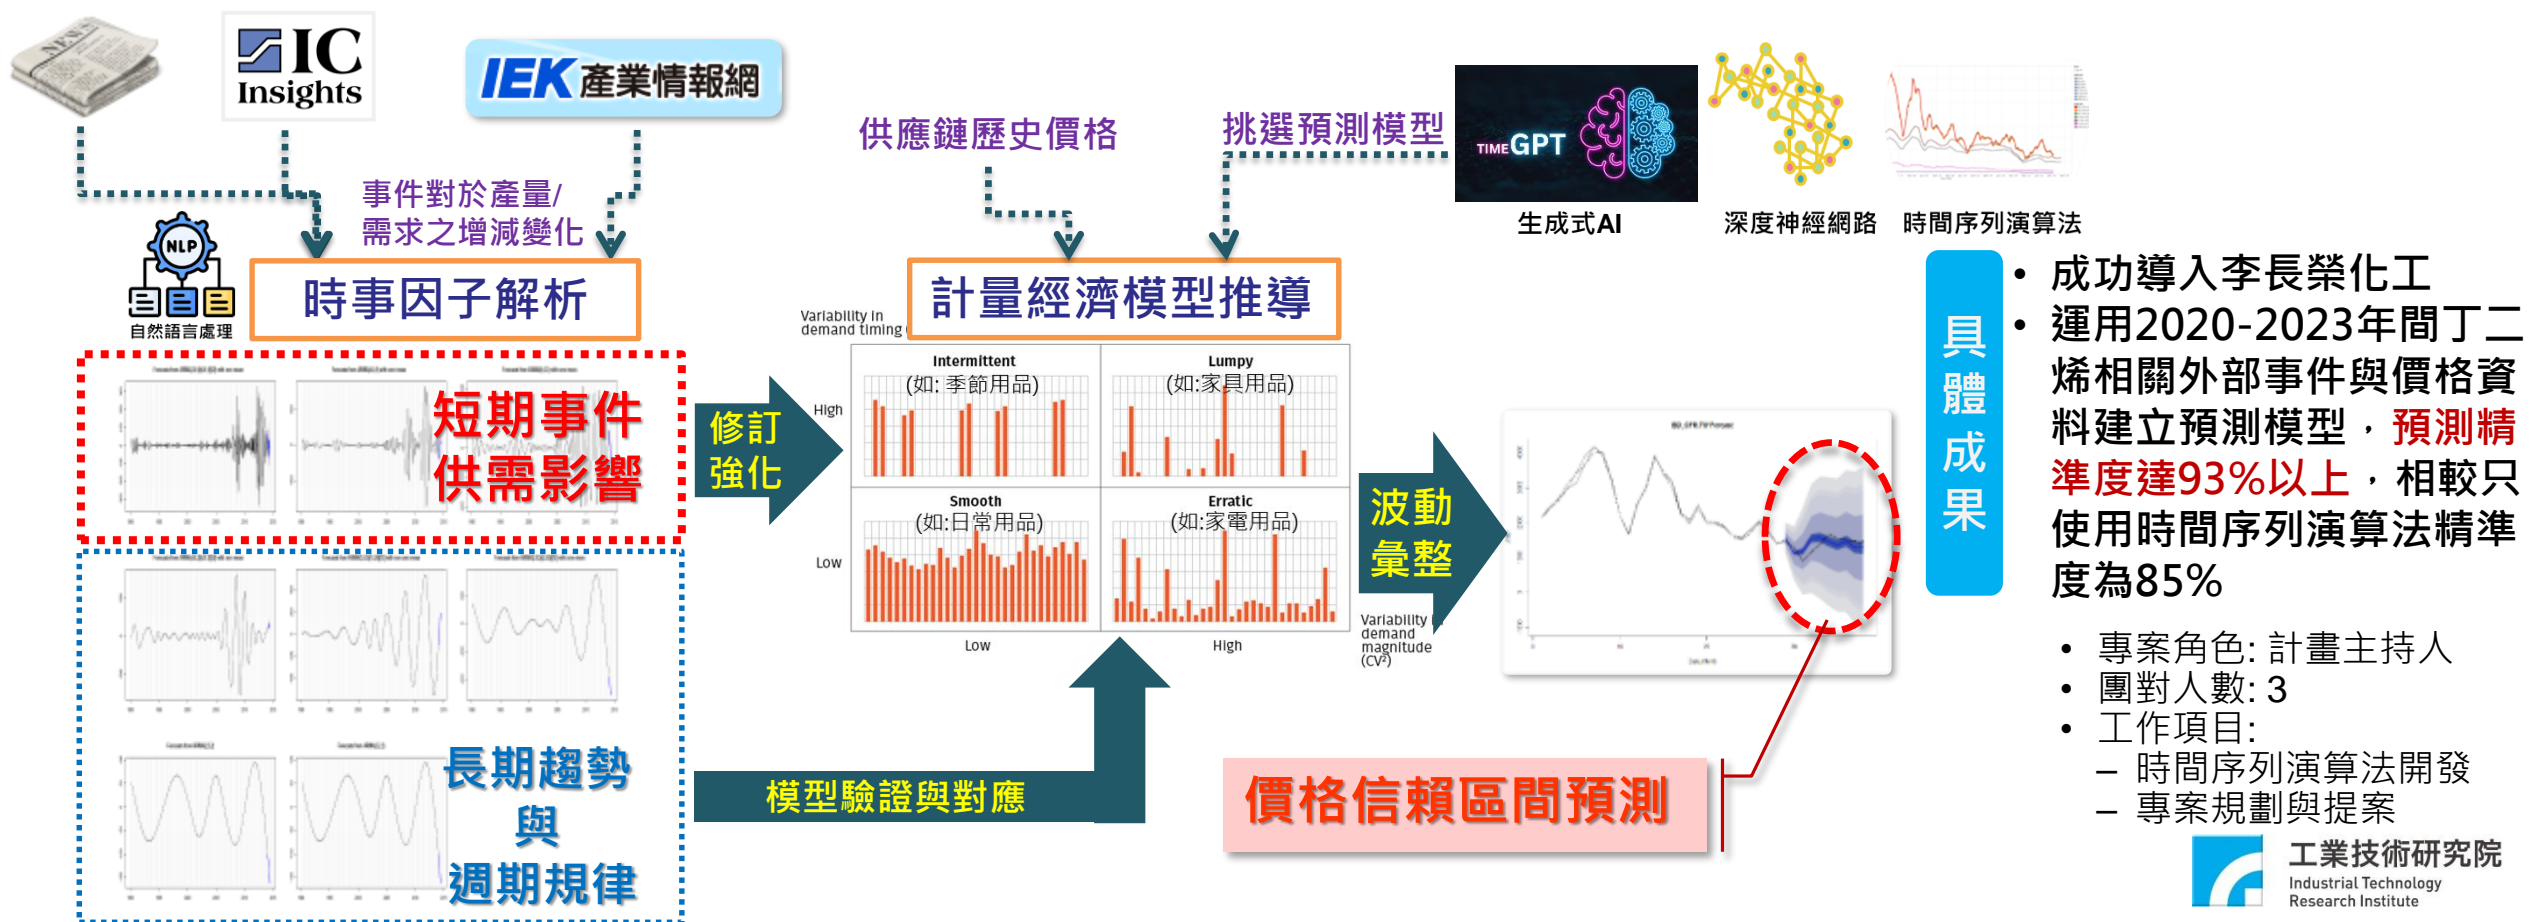 NEWS
IC
Insights
IEK產業情報網
事件對於產量/
需求之增減變化
NLP
自然語言處理
時事因子解析
短期事件
供需影響
長期趨勢
與
週期規律
修訂
強化
模型驗證與對應
供應鏈歷史價格
挑選預測模型
TIMEGPT
生成式AI
深度神經網路
時間序列演算法
計量經濟模型推導
Variability in
demand timing
High
Low
Intermittent
(如: 季節用品)
Lumpy
(如:家具用品)
Smooth
(如:日常用品)
Erratic
(如:家電用品)
Low
High
Variability
demand
magnitude
(CV²)
波動
彙整
價格信賴區間預測
具體成果
• 成功導入李長榮化工
• 運用2020-2023年間丁二
烯相關外部事件與價格資
料建立預測模型，預測精
準度達93%以上，相較只
使用時間序列演算法精準
度為85%
• 專案角色: 計畫主持人
• 團對人數: 3
• 工作項目:
– 時間序列演算法開發
– 專案規劃與提案
工業技術研究院
Industrial Technology
Research Institute